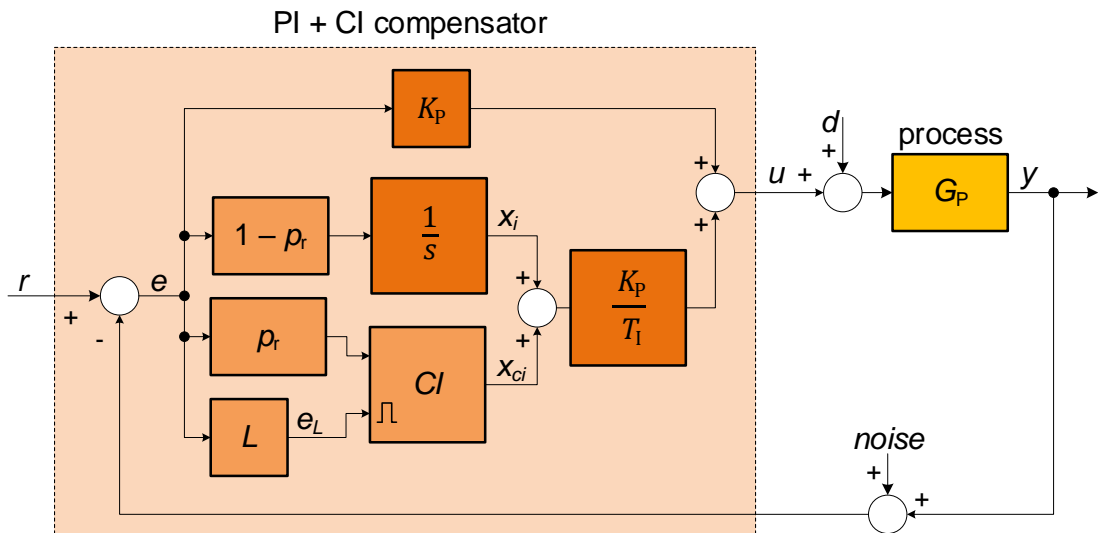 PI + CI compensator
K_P
d
+
process
+
+
u
+
G_P
y
1 – p_r
1/s
x_i
r
+
-
e
+
+
K_P/T_I
p_r
CI
x_ci
L
e_L
noise
+
+